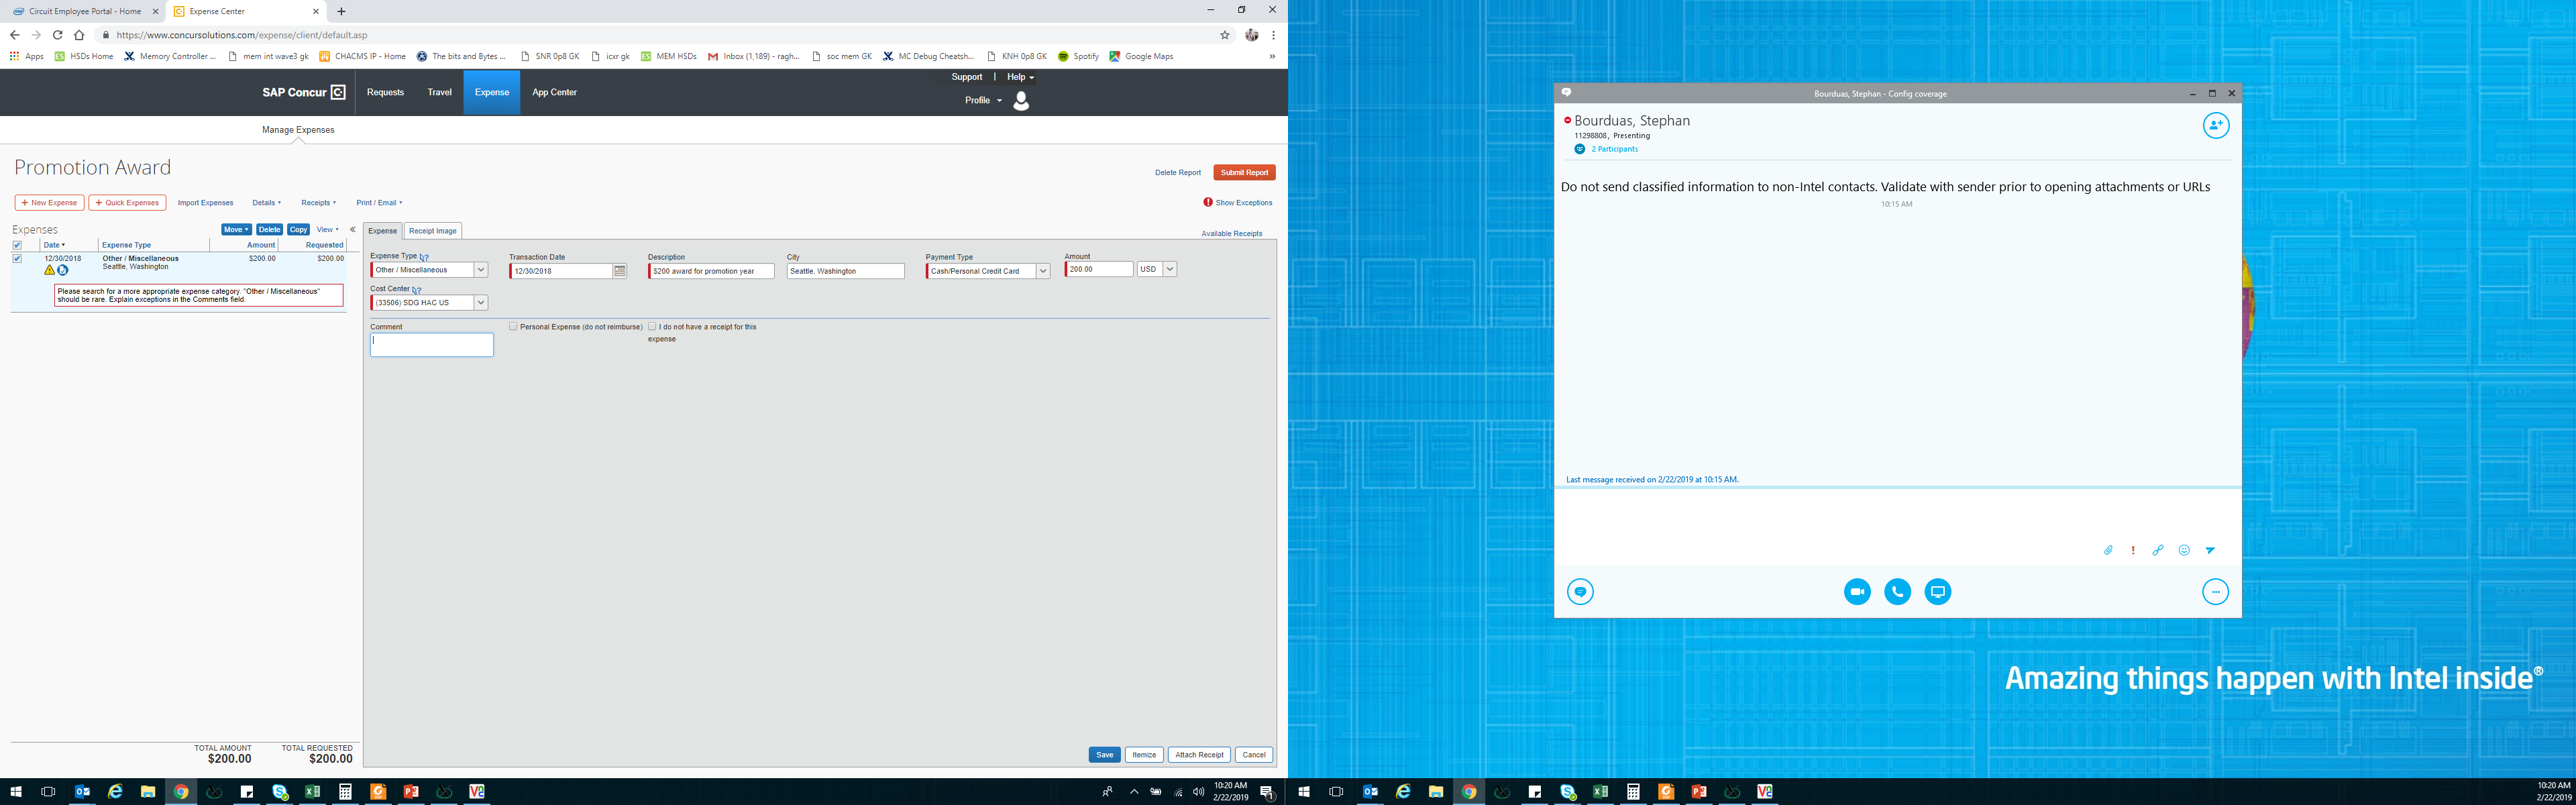 Circuit Employee Portal - Home
Expense Center
https://www.concursolutions.com/expense/client/default.asp
Apps HSDs Home Memory Controller ... mem int wave3 gk CHACMS IP - Home The bits and Bytes ... SNR 0p8 GK icxr gk MEM HSDs Inbox (1,189) - ragh... soc mem GK MC Debug Cheatsh... KNH 0p8 GK Spotify Google Maps »
Support | Help
SAP Concur C Requests Travel Expense App Center
Profile
Manage Expenses
Promotion Award
Delete Report Submit Report
+ New Expense + Quick Expenses Import Expenses Details Receipts Print / Email
Show Exceptions
Expenses Move Delete Copy View «
Date Expense Type Amount Requested
12/30/2018 Other / Miscellaneous $200.00 $200.00
Seattle, Washington
Please search for a more appropriate expense category. "Other / Miscellaneous"
should be rare. Explain exceptions in the Comments field.
TOTAL AMOUNT TOTAL REQUESTED
$200.00 $200.00
Expense Receipt Image
Available Receipts
Expense Type ? Transaction Date Description City Payment Type Amount
Other / Miscellaneous 12/30/2018 $200 award for promotion year Seattle, Washington Cash/Personal Credit Card 200.00 USD
Cost Center ?
(33506) SDG HAC US
Comment Personal Expense (do not reimburse) I do not have a receipt for this
expense
Save Itemize Attach Receipt Cancel
10:20 AM
2/22/2019
Bourduas, Stephan - Config coverage
Bourduas, Stephan
11298808, Presenting
2 Participants
Do not send classified information to non-Intel contacts. Validate with sender prior to opening attachments or URLs
10:15 AM
Last message received on 2/22/2019 at 10:15 AM.
Amazing things happen with Intel inside®
10:20 AM
2/22/2019